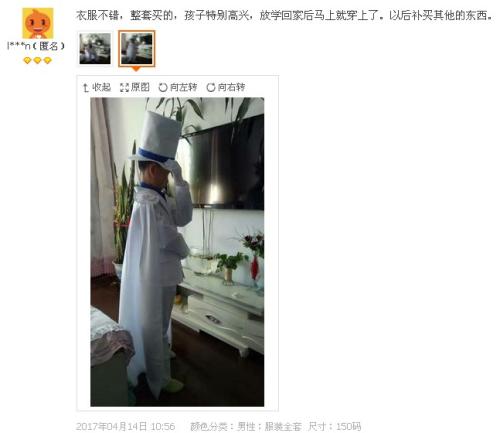 衣服不错，整套买的，孩子特别高兴，放学回家后马上就穿上了。以后补买其他的东西。
l***n（匿名）
收起 原图 向左转 向右转
2017年04月14日 10:56 颜色分类：男性：服装全套 尺寸：150码